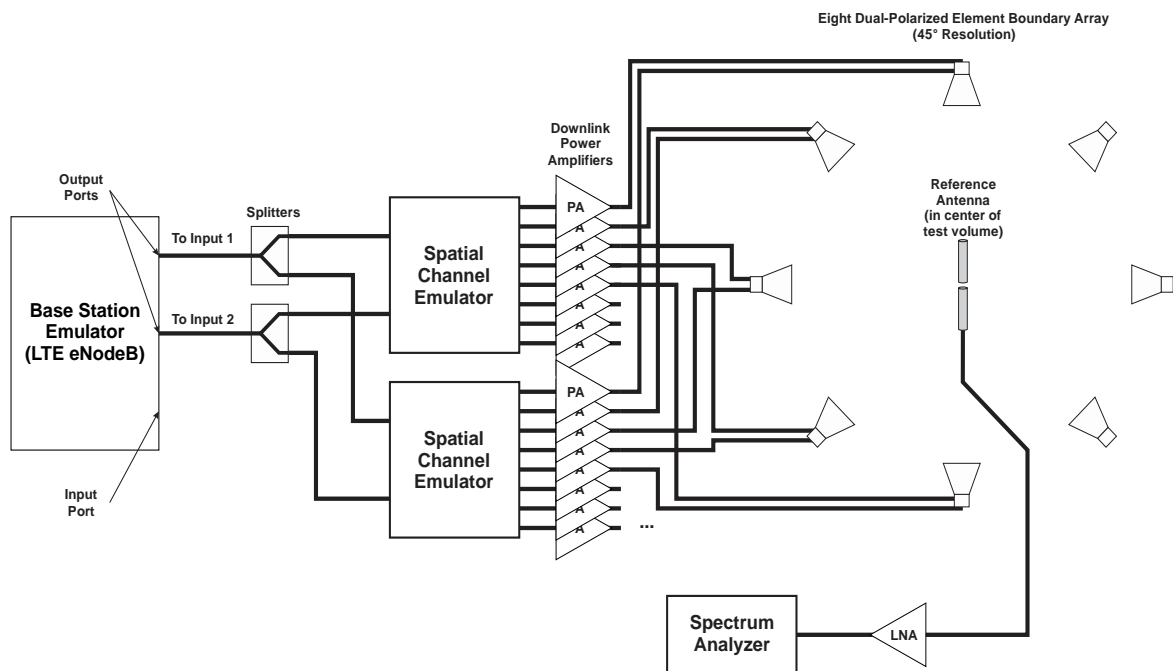 Eight Dual-Polarized Element Boundary Array
(45° Resolution)
Downlink
Power
Amplifiers
Output
Ports
Splitters
Reference
Antenna
(in center of
test volume)
To Input 1
To Input 2
Base Station
Emulator
(LTE eNodeB)
Spatial
Channel
Emulator
PA
A
A
A
A
A
A
A
Spatial
Channel
Emulator
PA
A
A
A
A
A
A
A
...
Input
Port
Spectrum
Analyzer
LNA